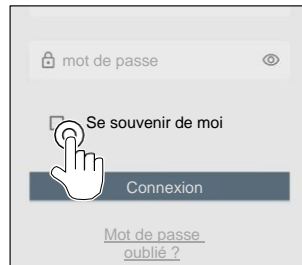 mot de passe
Se souvenir de moi
Connexion
Mot de passe
oublié ?